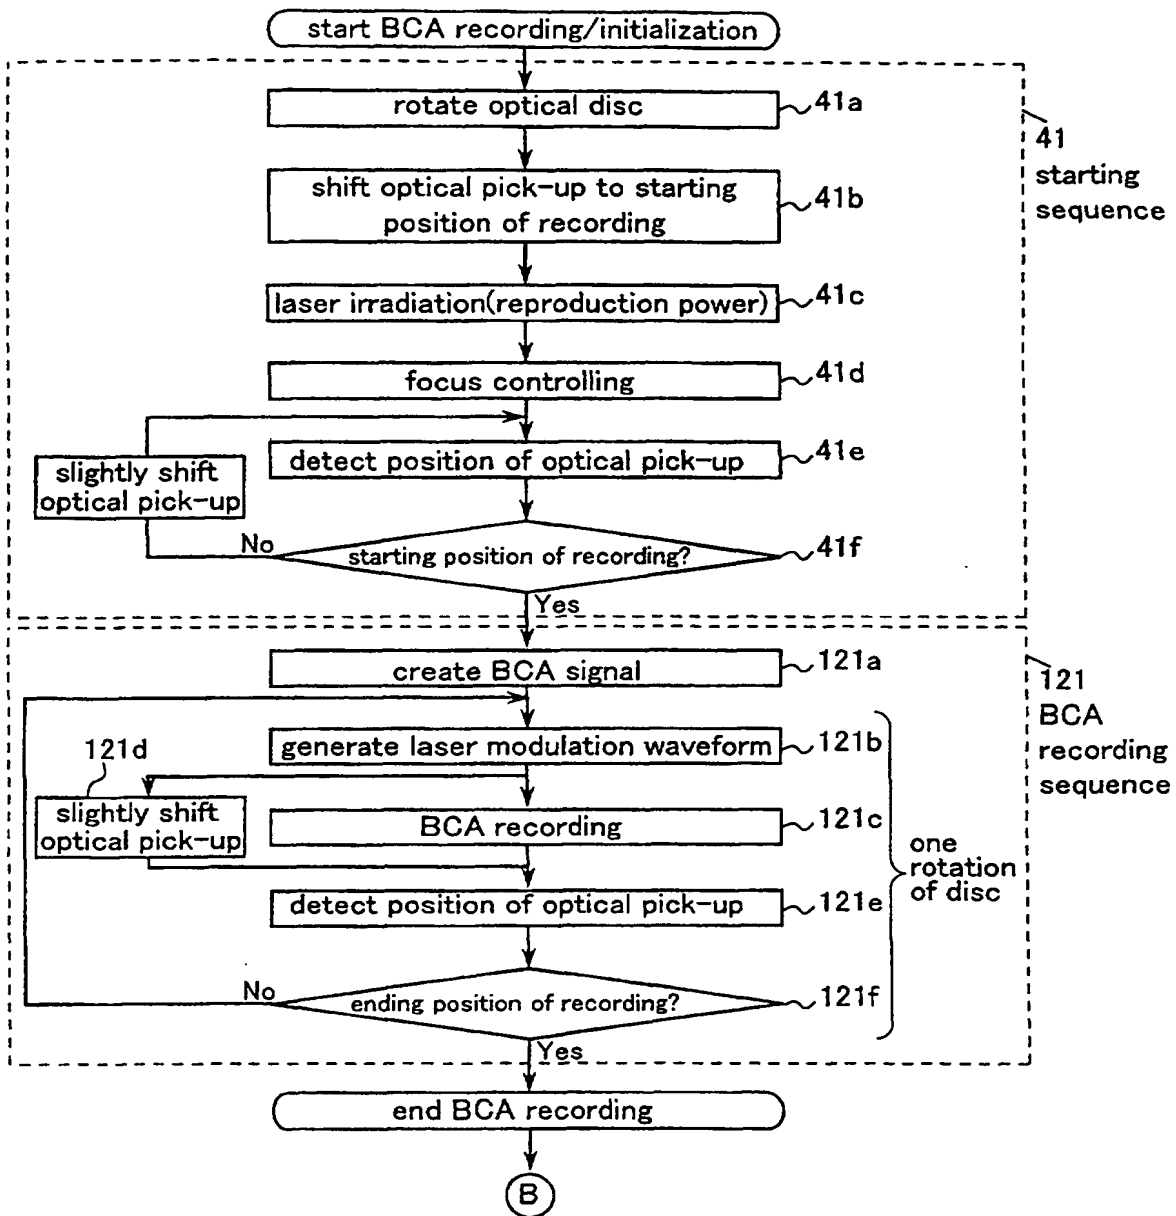 start BCA recording/initialization
rotate optical disc
41a
41
starting
sequence
shift optical pick-up to starting
position of recording
41b
laser irradiation(reproduction power)
41c
focus controlling
41d
detect position of optical pick-up
41e
slightly shift
optical pick-up
No
starting position of recording?
41f
Yes
create BCA signal
121a
121
BCA
recording
sequence
generate laser modulation waveform
121b
121d
slightly shift
optical pick-up
BCA recording
121c
one
rotation
of disc
detect position of optical pick-up
121e
No
ending position of recording?
121f
Yes
end BCA recording
B